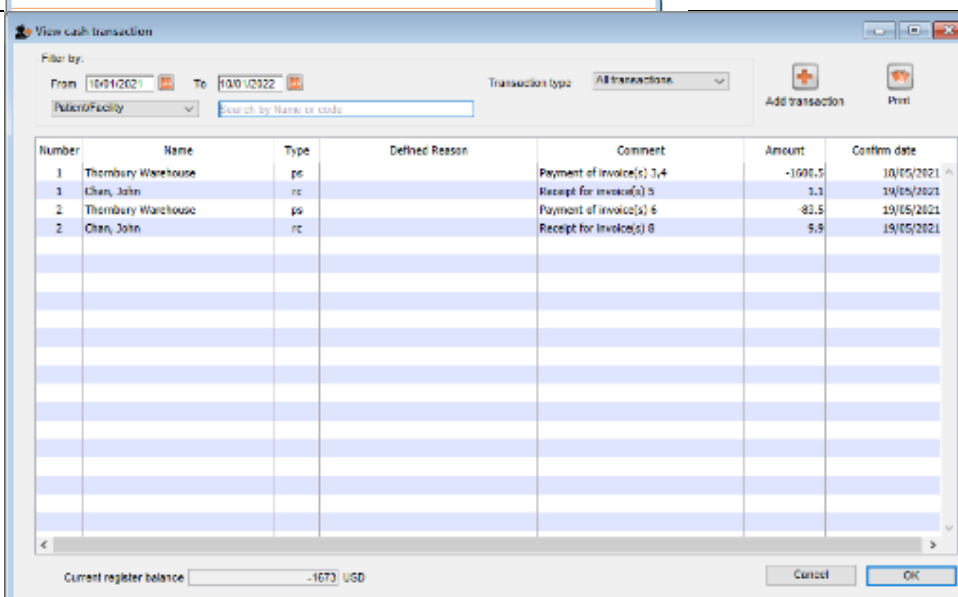 View cash transaction
Filter by:
From 10/01/2021 To 10/01/2022 Transaction type All transactions
Patient/Facility Search by Name or code Add transaction Print
Number Name Type Defined Reason Comment Amount Confirm date
1 Thornbury Warehouse ps Payment of invoice(s) 3,4 -1600.5 18/05/2021
1 Chan, John rc Receipt for invoice(s) 5 1.1 19/05/2021
2 Thornbury Warehouse ps Payment of invoice(s) 6 -83.5 19/05/2021
2 Chan, John rc Receipt for invoice(s) 8 9.9 19/05/2021
Current register balance -1673 USD Cancel OK